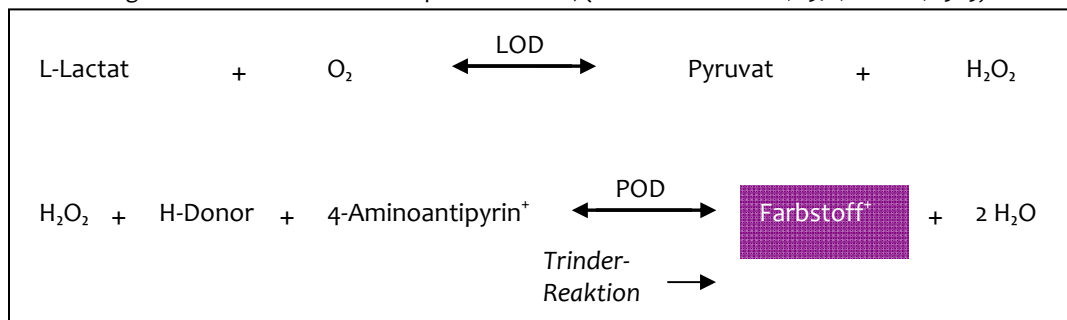 LOD
L-Lactat + O₂ Pyruvat + H₂O₂
POD
H₂O₂ + H-Donor + 4-Aminoantipyrin⁺ Farbstoff⁺ + 2 H₂O
Trinder-
Reaktion